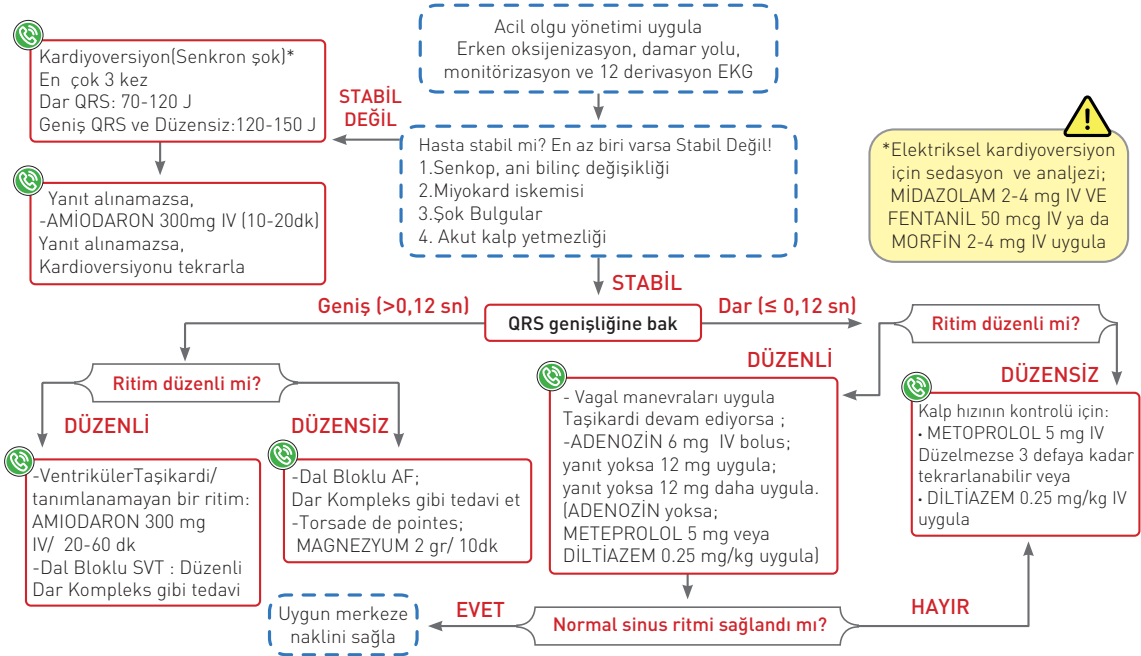 Acil olgu yönetimi uygula
Erken oksijenizasyon, damar yolu,
monitörizasyon ve 12 derivasyon EKG
Kardiyoversiyon(Senkron şok)*
En çok 3 kez
Dar QRS: 70-120 J
Geniş QRS ve Düzensiz:120-150 J
STABİL
DEĞİL
Hasta stabil mi? En az biri varsa Stabil Değil!
1.Senkop, ani bilinç değişikliği
2.Miyokard iskemisi
3.Şok Bulgular
4. Akut kalp yetmezliği
*Elektriksel kardiyoversiyon
için sedasyon ve analjezi;
MİDAZOLAM 2-4 mg IV VE
FENTANİL 50 mcg IV ya da
MORFİN 2-4 mg IV uygula
Yanıt alınamazsa,
-AMIODARON 300mg IV (10-20dk)
Yanıt alınamazsa,
Kardioversiyonu tekrarla
STABİL
Geniş (>0,12 sn)
QRS genişliğine bak
Dar (≤ 0,12 sn)
Ritim düzenli mi?
Ritim düzenli mi?
DÜZENLİ
DÜZENSİZ
DÜZENLİ
DÜZENSİZ
-VentrikülerTaşikardi/
tanımlanamayan bir ritim:
AMIODARON 300 mg
IV/ 20-60 dk
-Dal Bloklu SVT : Düzenli
Dar Kompleks gibi tedavi
-Dal Bloklu AF;
Dar Kompleks gibi tedavi et
-Torsade de pointes;
MAGNEZYUM 2 gr/ 10dk
- Vagal manevraları uygula
Taşikardi devam ediyorsa ;
-ADENOZİN 6 mg IV bolus;
yanıt yoksa 12 mg uygula;
yanıt yoksa 12 mg daha uygula.
(ADENOZİN yoksa;
METEPROLOL 5 mg veya
DİLTİAZEM 0.25 mg/kg uygula)
Kalp hızının kontrolü için:
• METOPROLOL 5 mg IV
Düzelmezse 3 defaya kadar
tekrarlanabilir veya
• DİLTİAZEM 0.25 mg/kg IV
uygula
Normal sinus ritmi sağlandı mı?
EVET
HAYIR
Uygun merkeze
naklini sağla